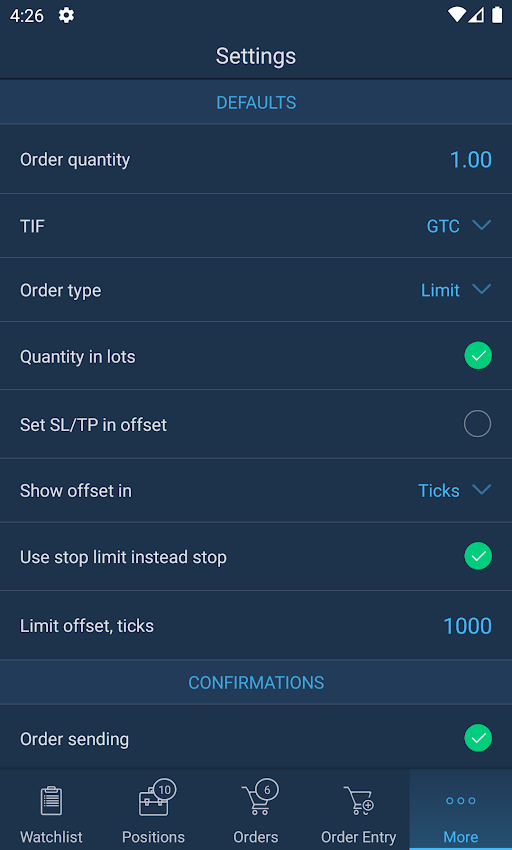 4:26
Settings
DEFAULTS
Order quantity 1.00
TIF GTC
Order type Limit
Quantity in lots
Set SL/TP in offset
Show offset in Ticks
Use stop limit instead stop
Limit offset, ticks 1000
CONFIRMATIONS
Order sending
10 6
Watchlist Positions Orders Order Entry More